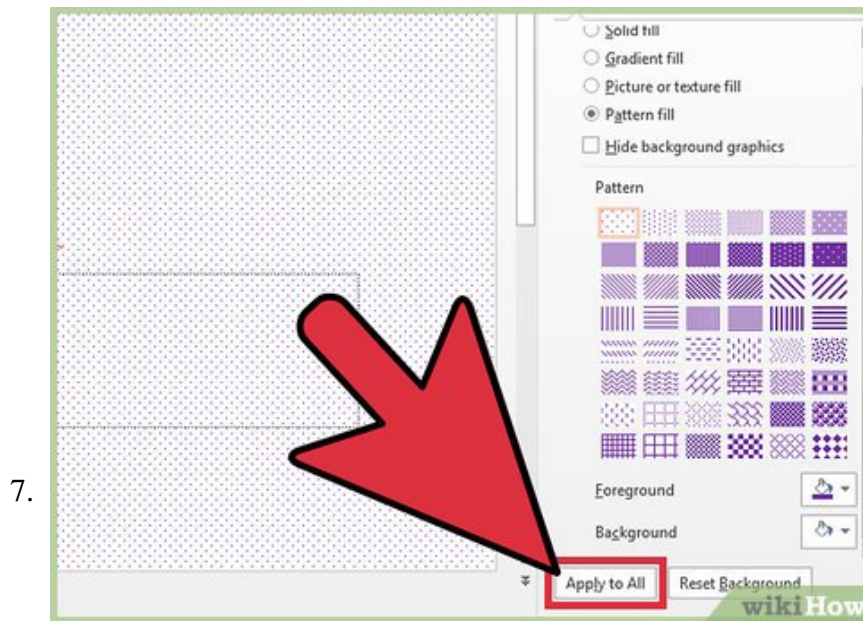 Solid fill
Gradient fill
Picture or texture fill
Pattern fill
Hide background graphics
Pattern
7.
Foreground
Background
Apply to All Reset Background
wikiHow